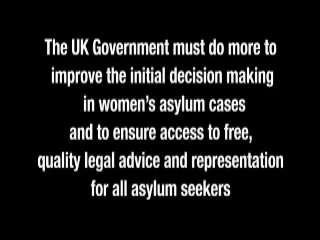 The UK Government must do more to
improve the initial decision making
in women's asylum cases
and to ensure access to free,
quality legal advice and representation
for all asylum seekers